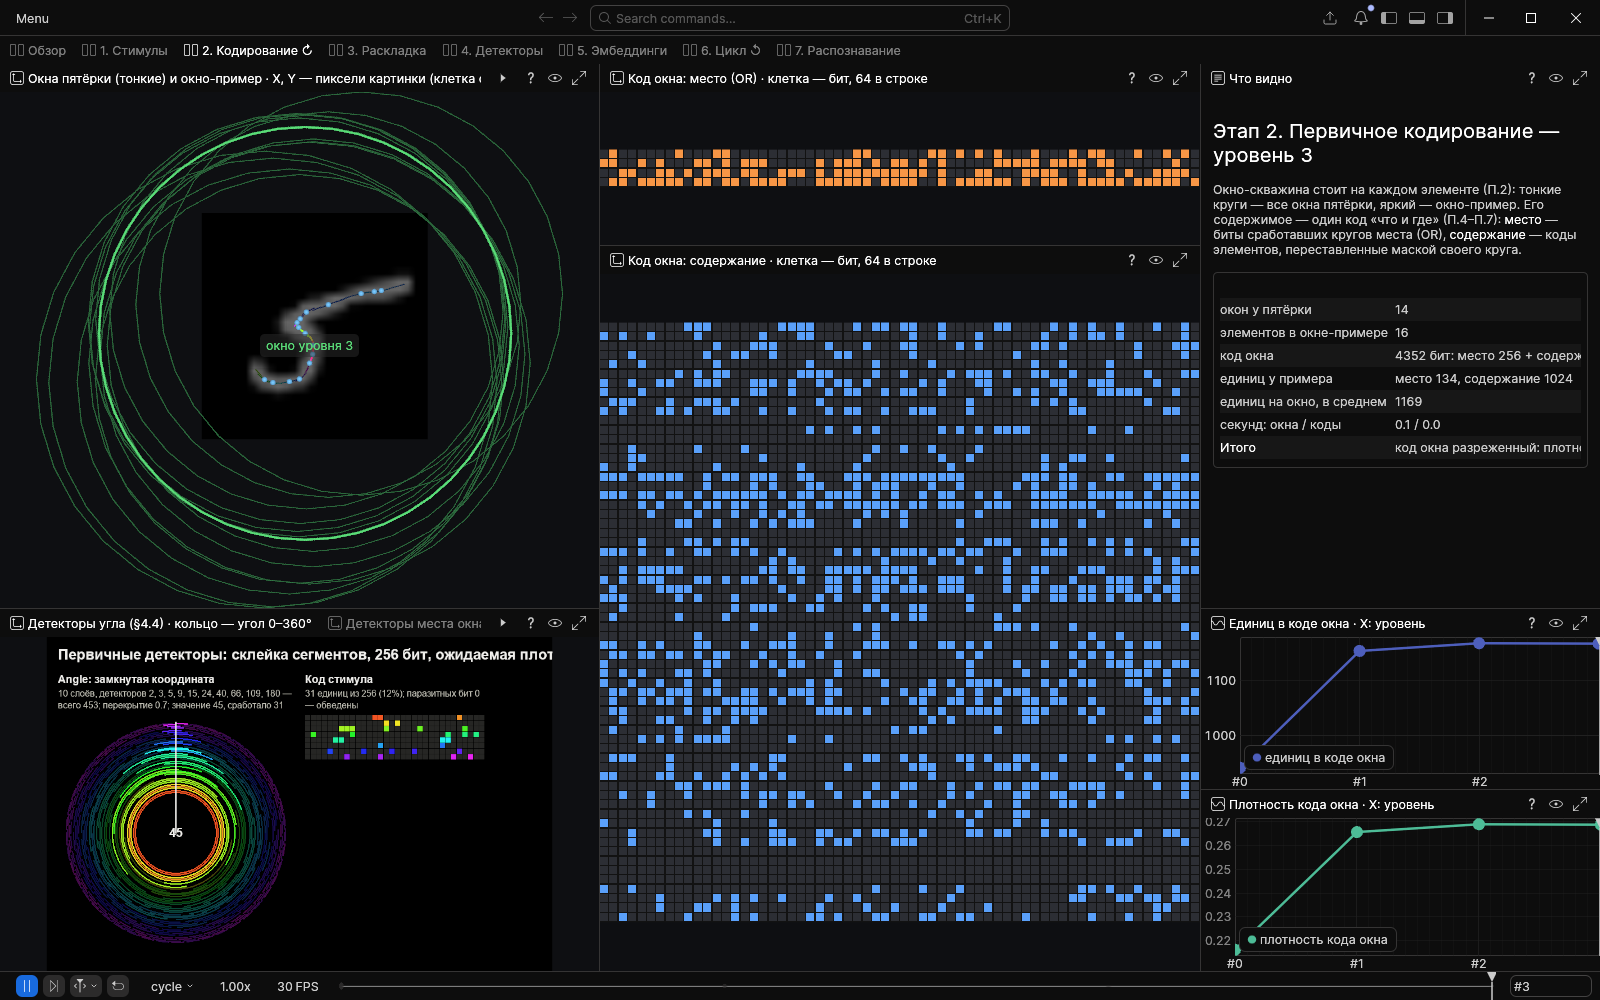 Menu
Search commands...
Ctrl+K
Обзор
1. Стимулы
2. Кодирование
3. Раскладка
4. Детекторы
5. Эмбеддинги
6. Цикл
7. Распознавание
Окна пятёрки (тонкие) и окно-пример · X, Y — пиксели картинки (клетка
?
окно уровня 3
Код окна: место (OR) · клетка — бит, 64 в строке
?
Код окна: содержание · клетка — бит, 64 в строке
?
Что видно
?
Этап 2. Первичное кодирование —
уровень 3
Окно-скважина стоит на каждом элементе (П.2): тонкие
круги — все окна пятёрки, яркий — окно-пример. Его
содержимое — один код «что и где» (П.4–П.7): место —
биты сработавших кругов места (OR), содержание — коды
элементов, переставленные маской своего круга.
окон у пятёрки 14
элементов в окне-примере 16
код окна 4352 бит: место 256 + содерж
единиц у примера место 134, содержание 1024
единиц на окно, в среднем 1169
секунд: окна / коды 0.1 / 0.0
Итого код окна разреженный: плотн
Детекторы угла (§4.4) · кольцо — угол 0–360°
Детекторы места окна
?
Первичные детекторы: склейка сегментов, 256 бит, ожидаемая плот
Angle: замкнутая координата
10 слоёв, детекторов 2, 3, 5, 9, 15, 24, 40, 66, 109, 180 —
всего 453; перекрытие 0.7; значение 45, сработало 31
Код стимула
31 единиц из 256 (12%); паразитных бит 0
— обведены
45
Единиц в коде окна · X: уровень
?
1100
1000
единиц в коде окна
#0
#1
#2
Плотность кода окна · X: уровень
?
0.27
0.26
0.25
0.24
0.23
0.22
плотность кода окна
#0
#1
#2
cycle
1.00x
30 FPS
#3